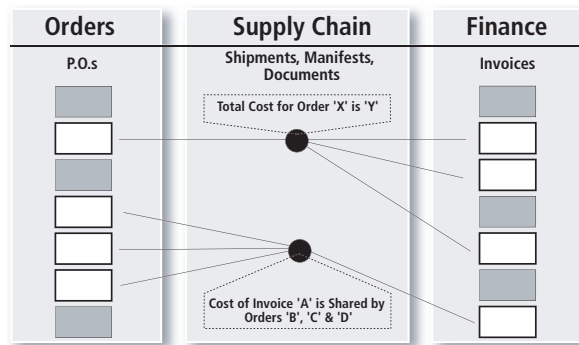 Orders
P.O.s
Supply Chain
Shipments, Manifests,
Documents
Total Cost for Order 'X' is 'Y'
Cost of Invoice 'A' is Shared by
Orders 'B', 'C' & 'D'
Finance
Invoices